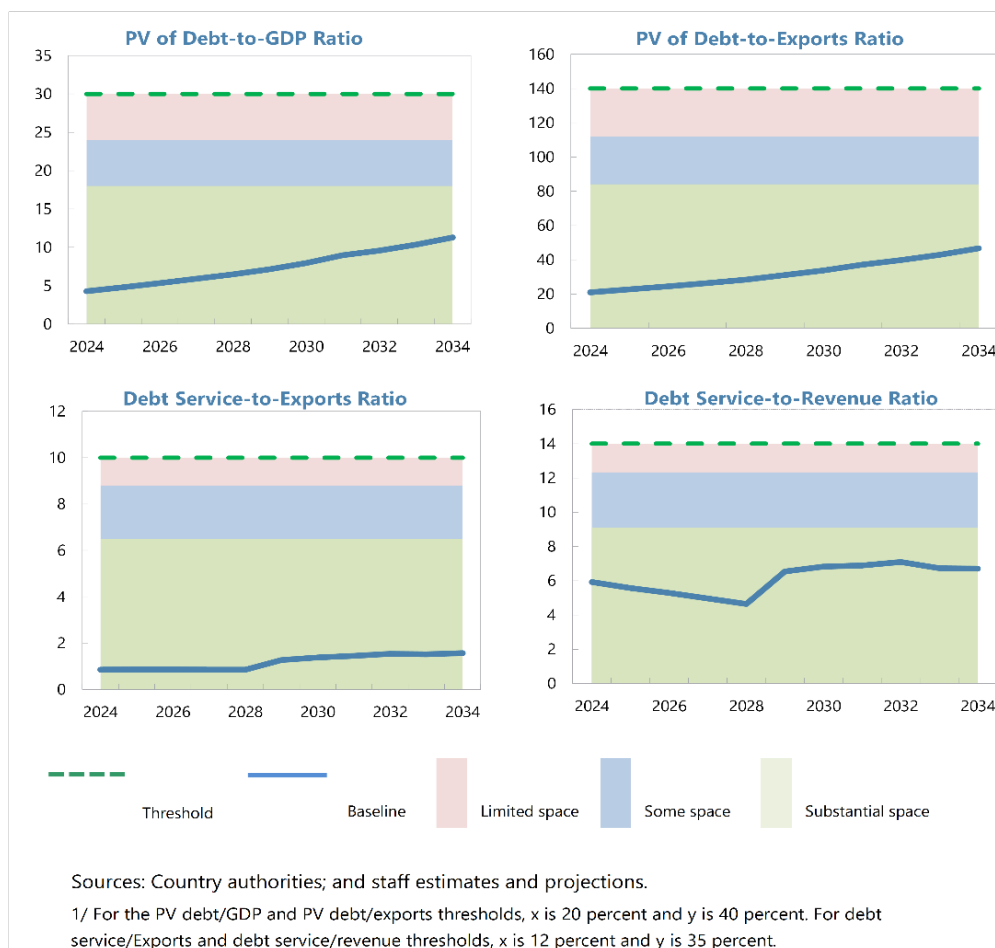 PV of Debt-to-GDP Ratio
35
30
25
20
15
10
5
0
2024 2026 2028 2030 2032 2034
PV of Debt-to-Exports Ratio
160
140
120
100
80
60
40
20
0
2024 2026 2028 2030 2032 2034
Debt Service-to-Exports Ratio
12
10
8
6
4
2
0
2024 2026 2028 2030 2032 2034
Debt Service-to-Revenue Ratio
16
14
12
10
8
6
4
2
0
2024 2026 2028 2030 2032 2034
Threshold Baseline Limited space Some space Substantial space
Sources: Country authorities; and staff estimates and projections.
1/ For the PV debt/GDP and PV debt/exports thresholds, x is 20 percent and y is 40 percent. For debt
service/Exports and debt service/revenue thresholds, x is 12 percent and y is 35 percent.